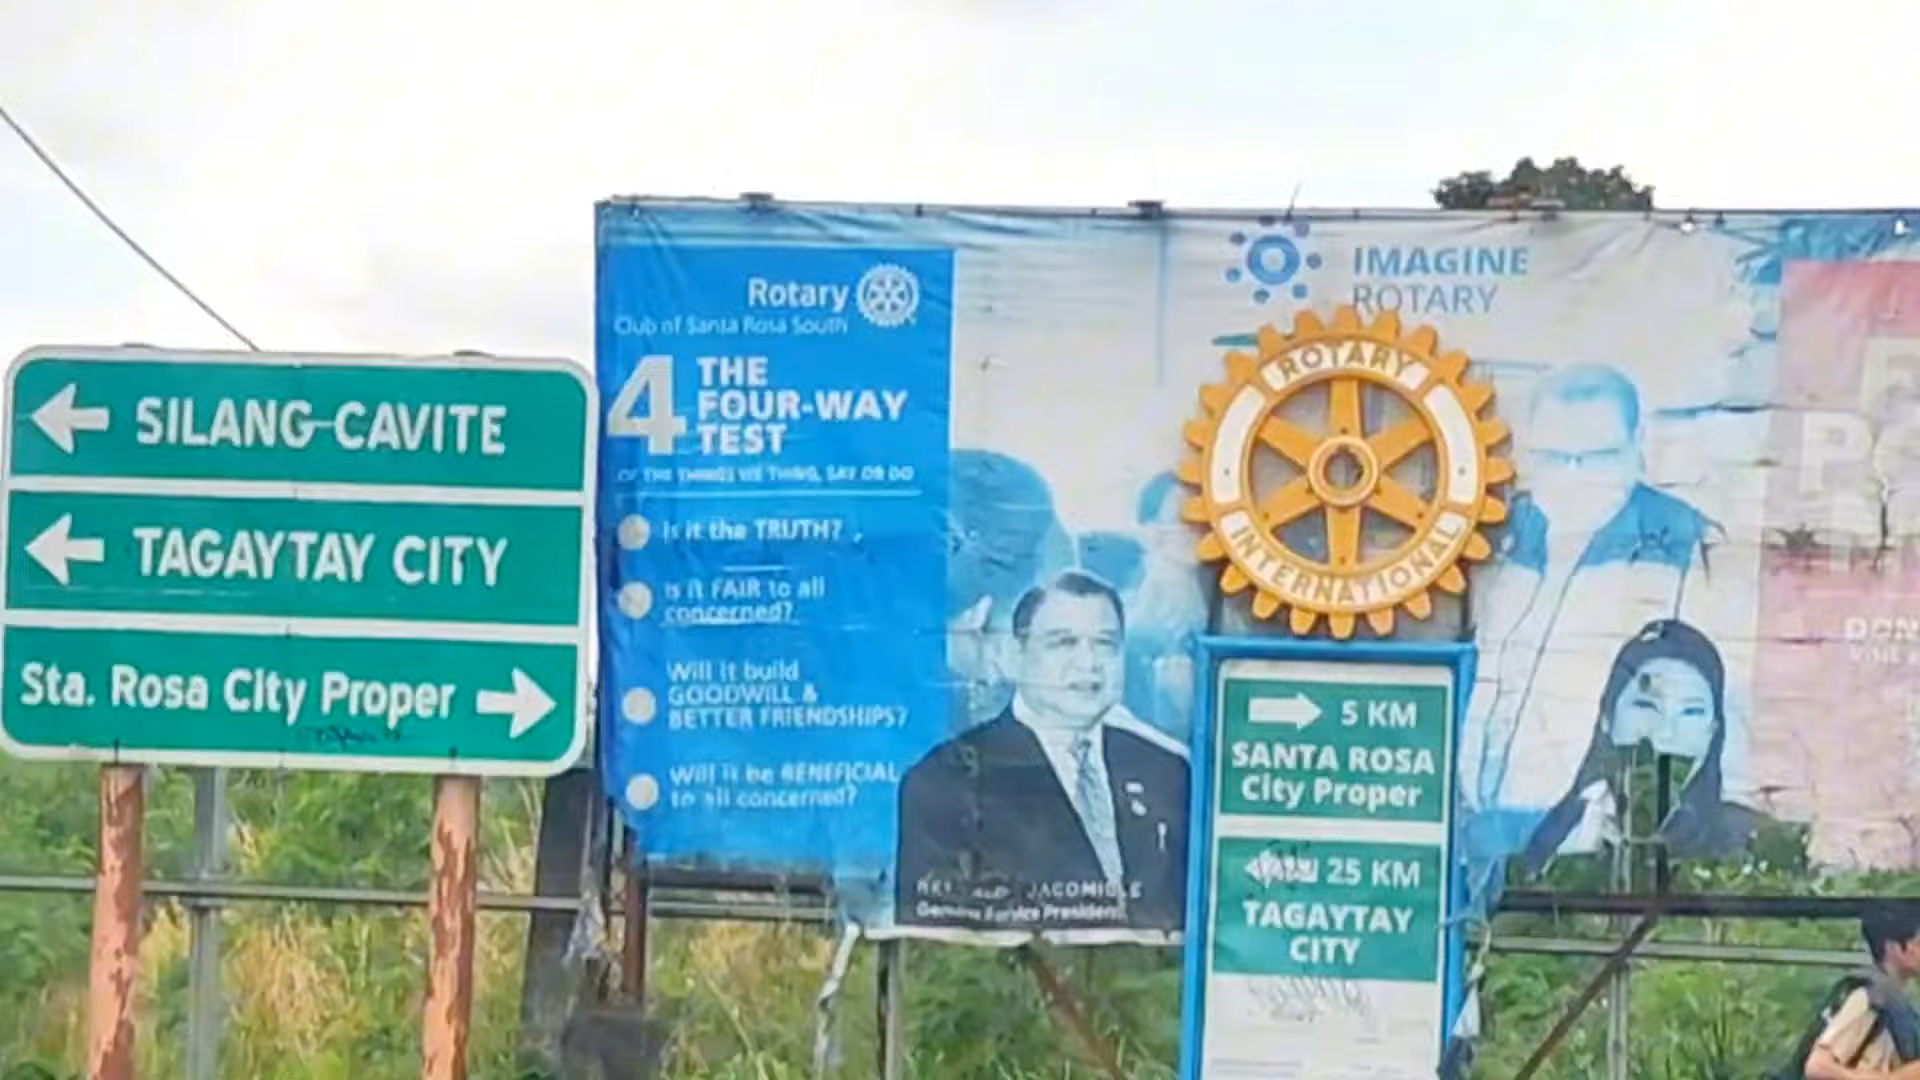 SILANG-CAVITE
TAGAYTAY CITY
Sta. Rosa City Proper
Rotary
Club of Santa Rosa South
4 THE
FOUR-WAY
TEST
OF THE THINGS WE THINK, SAY OR DO
Is it the TRUTH?
Is it FAIR to all
concerned?
Will it build
GOODWILL &
BETTER FRIENDSHIPS?
Will it be BENEFICIAL
to all concerned?
IMAGINE
ROTARY
ROTARY
INTERNATIONAL
5 KM
SANTA ROSA
City Proper
25 KM
TAGAYTAY
CITY
President